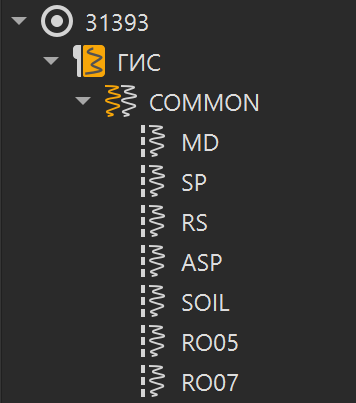 31393
ГИС
COMMON
MD
SP
RS
ASP
SOIL
RO05
RO07